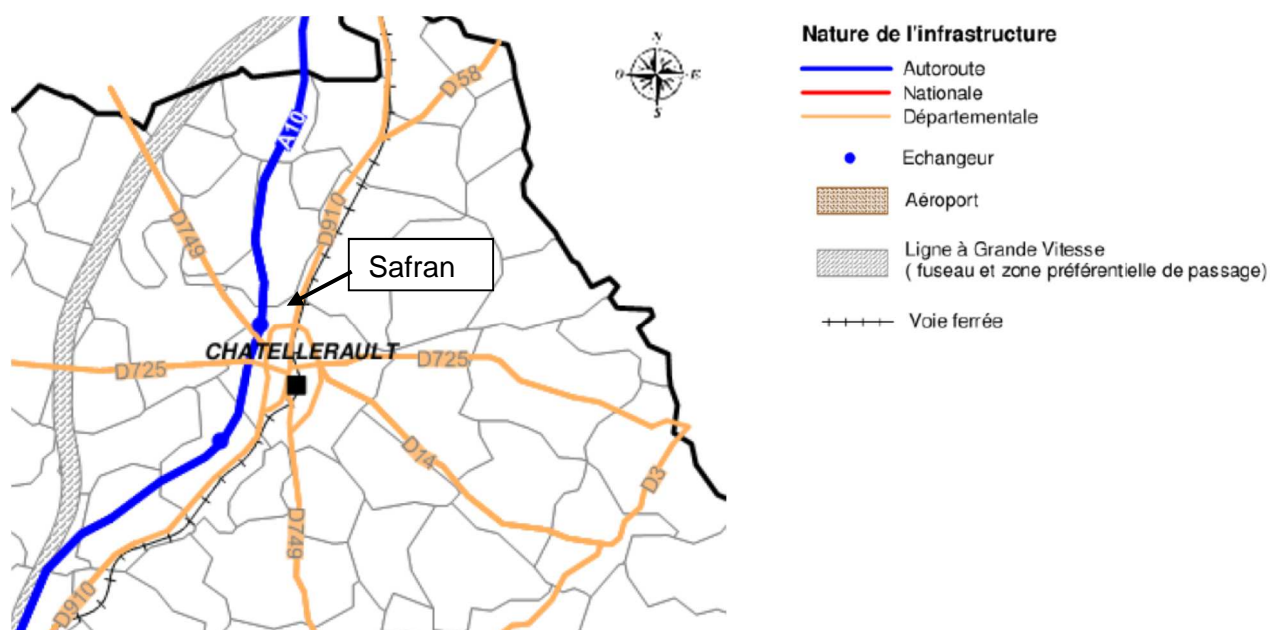 D 58
A10
D910
D749
Safran
CHATELLERAULT
D725
D725
D14
D3
D749
D910
N
O
E
S
Nature de l'infrastructure
Autoroute
Nationale
Départementale
Echangeur
Aéroport
Ligne à Grande Vitesse
( fuseau et zone préférentielle de passage)
Voie ferrée